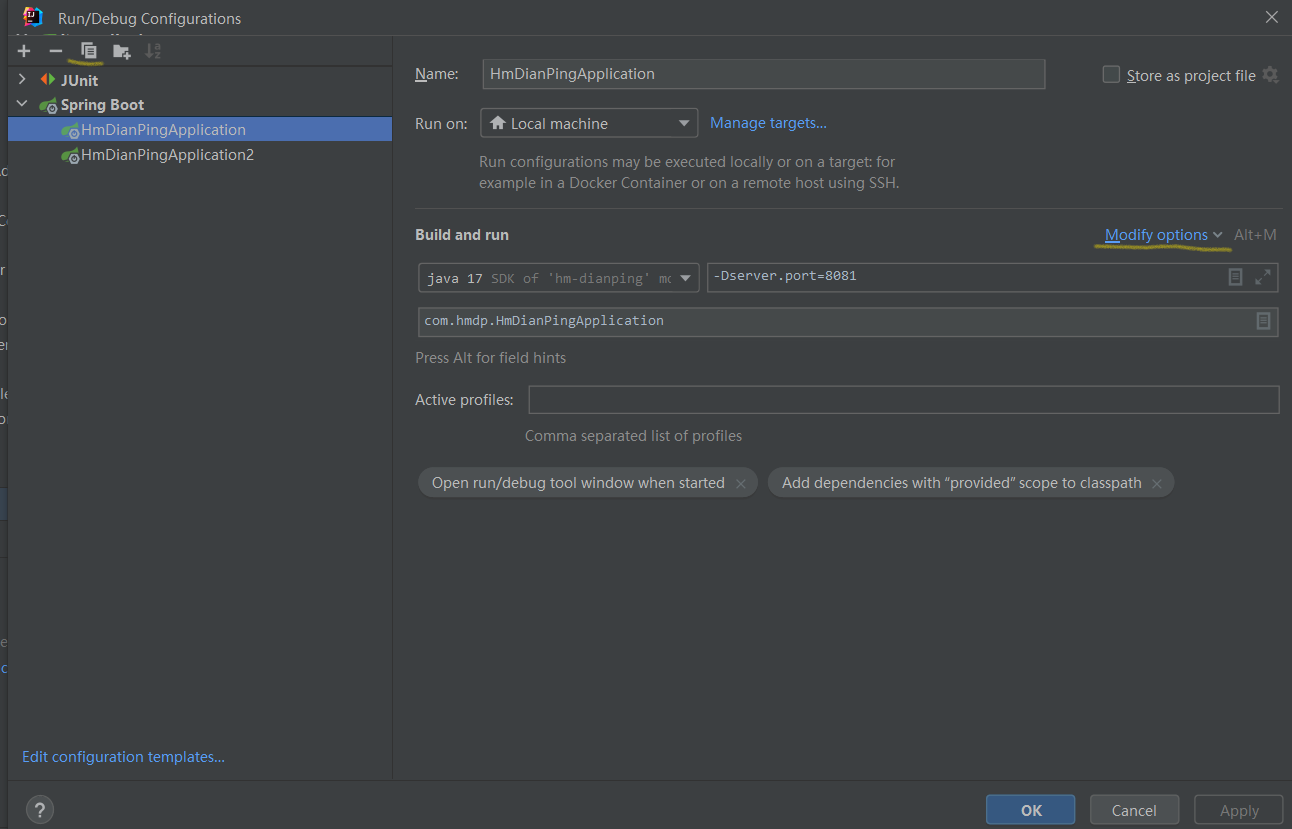 Run/Debug Configurations
JUnit
Spring Boot
HmDianPingApplication
HmDianPingApplication2
Edit configuration templates...
Name: HmDianPingApplication Store as project file
Run on: Local machine Manage targets...
Run configurations may be executed locally or on a target: for
example in a Docker Container or on a remote host using SSH.
Build and run Modify options Alt+M
java 17 SDK of 'hm-dianping' -Dserver.port=8081
com.hmdp.HmDianPingApplication
Press Alt for field hints
Active profiles:
Comma separated list of profiles
Open run/debug tool window when started Add dependencies with “provided” scope to classpath
? OK Cancel Apply